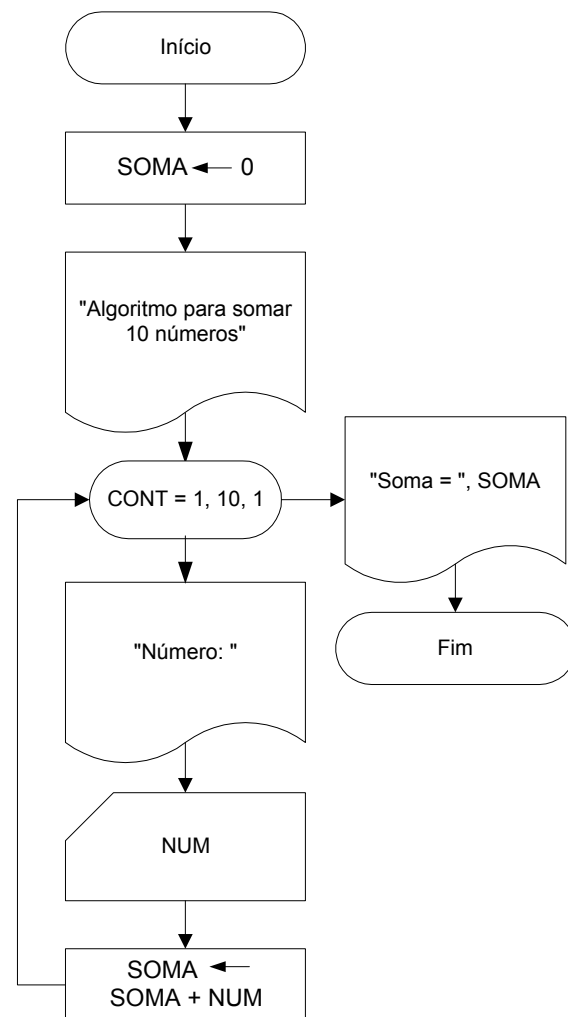 Início
SOMA ← 0
"Algoritmo para somar
10 números"
CONT = 1, 10, 1
"Soma = ", SOMA
"Número: "
Fim
NUM
SOMA ←
SOMA + NUM